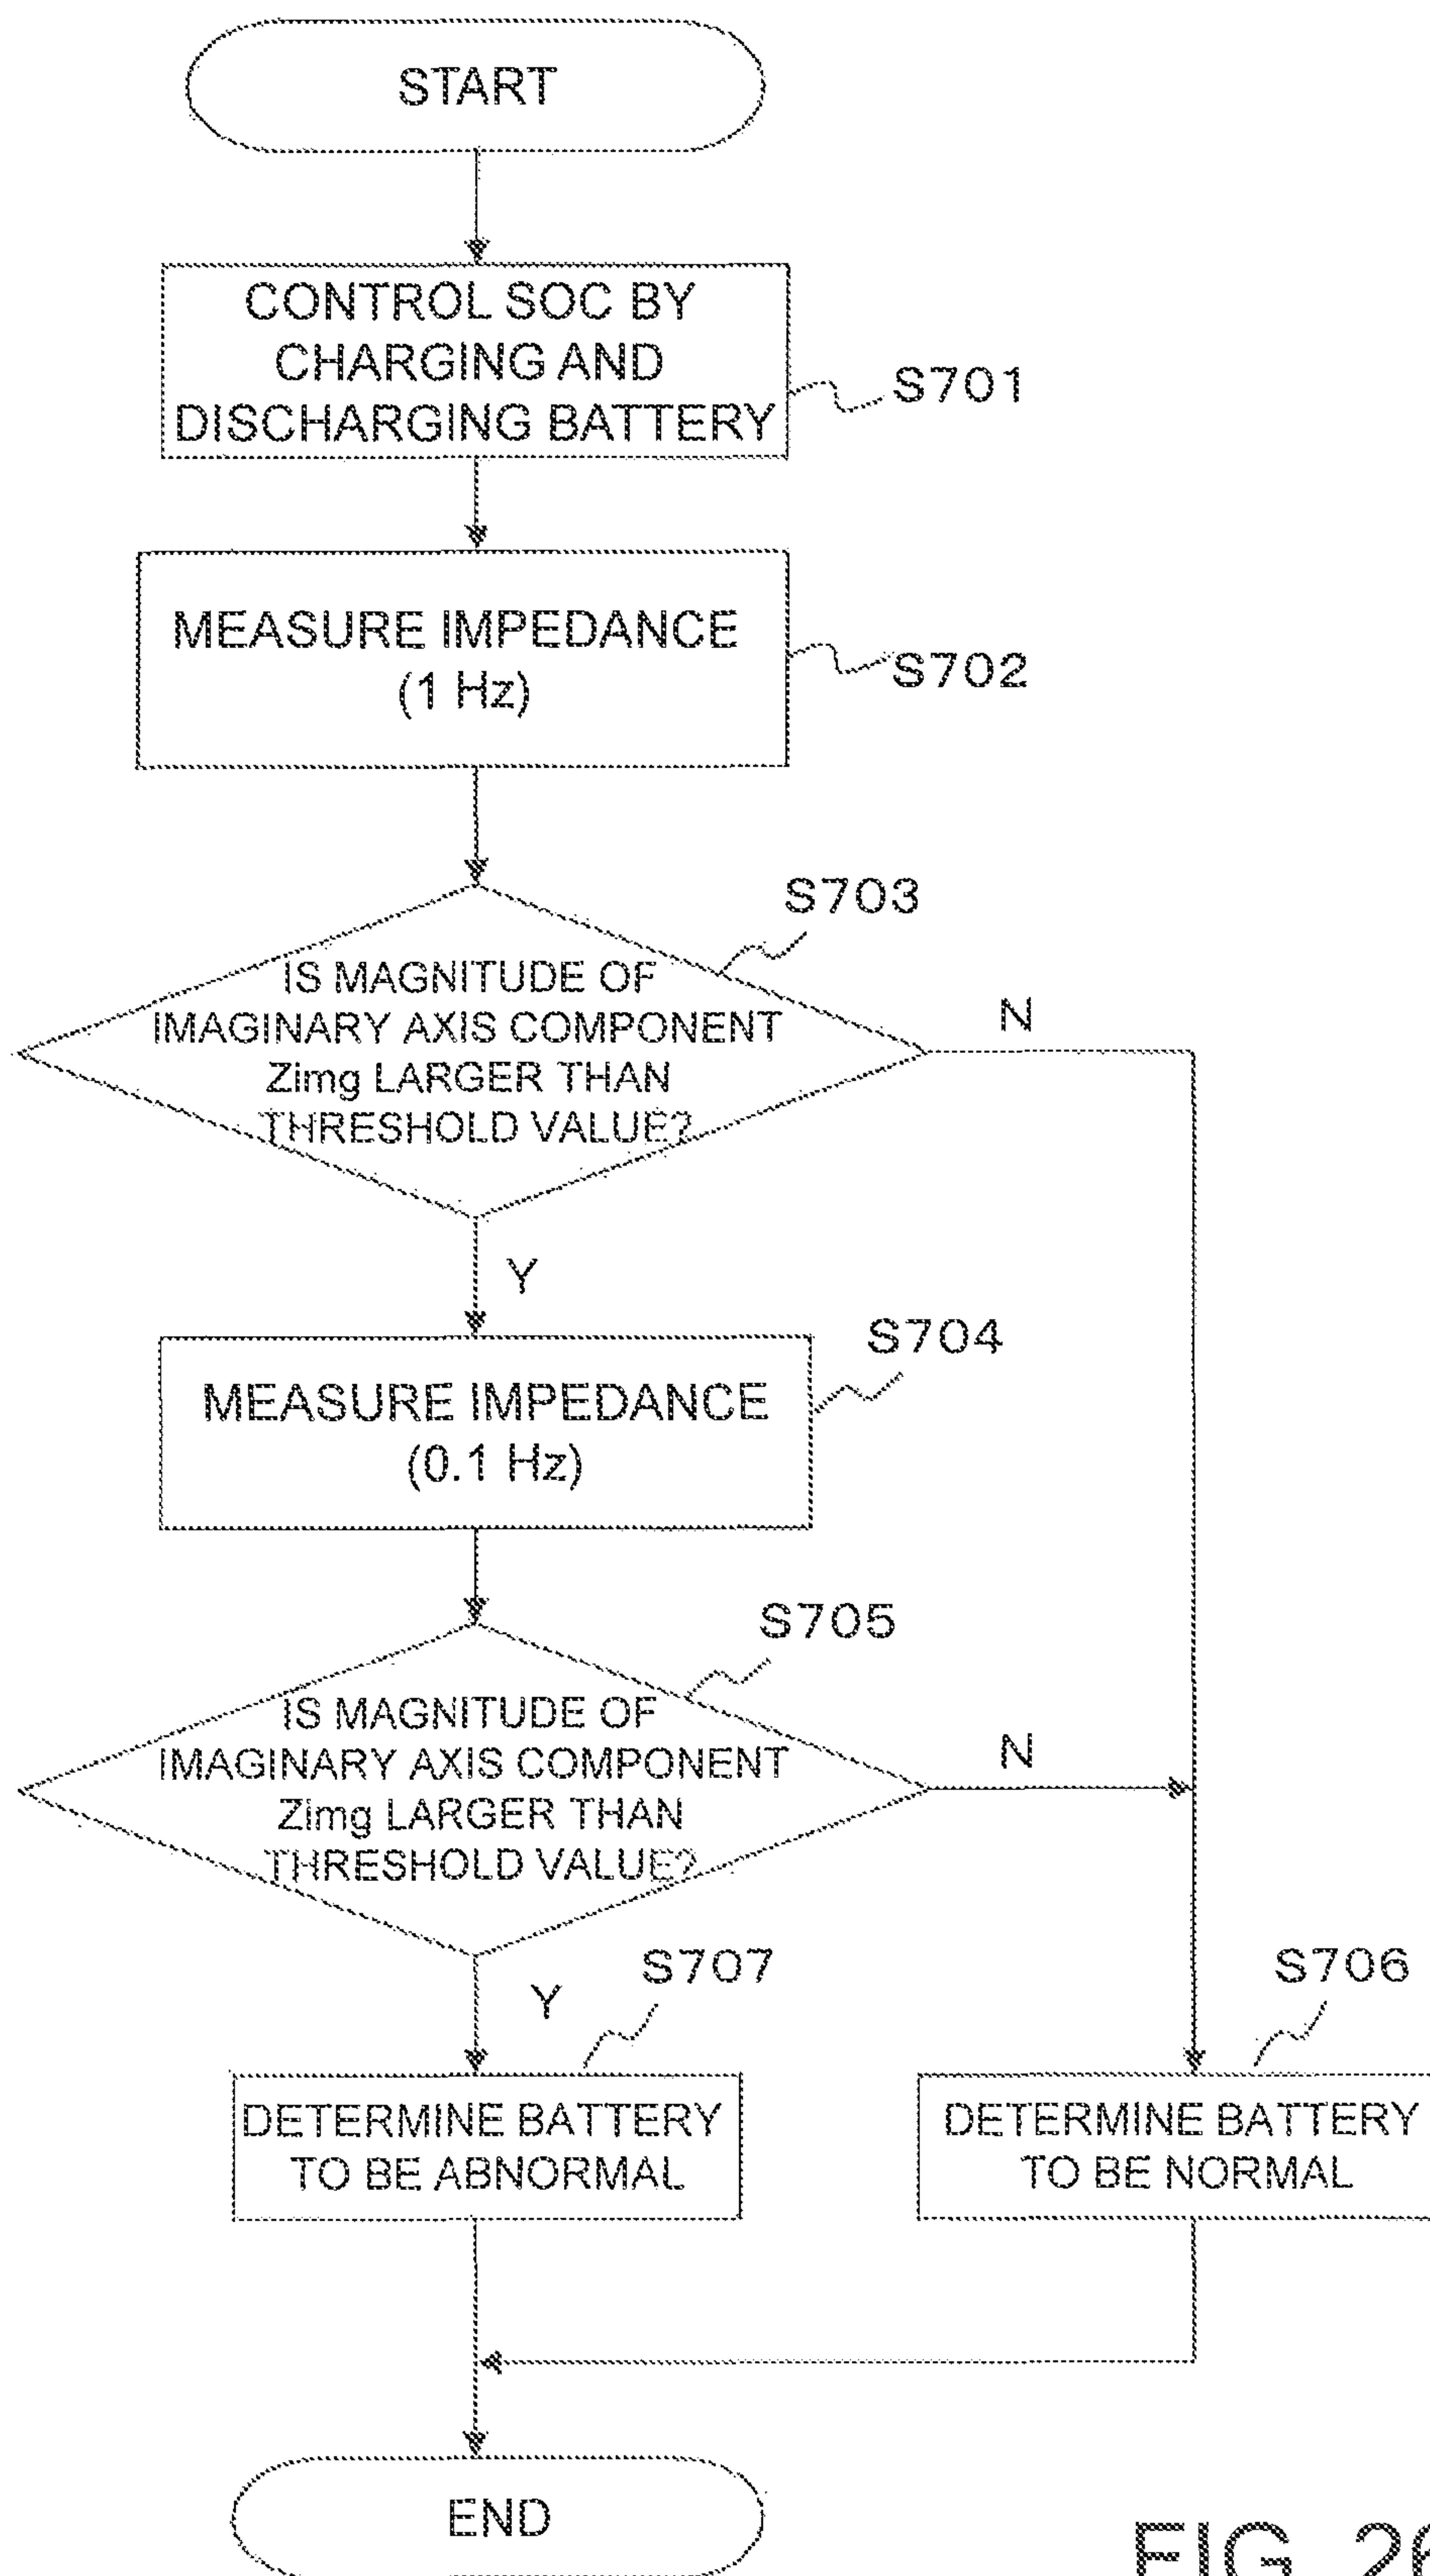 START
CONTROL SOC BY
CHARGING AND
DISCHARGING BATTERY
S701
MEASURE IMPEDANCE
(1 Hz)
S702
S703
IS MAGNITUDE OF
IMAGINARY AXIS COMPONENT
Zimg LARGER THAN
THRESHOLD VALUE?
N
Y
S704
MEASURE IMPEDANCE
(0.1 Hz)
S705
IS MAGNITUDE OF
IMAGINARY AXIS COMPONENT
Zimg LARGER THAN
THRESHOLD VALUE?
N
Y
S707
S706
DETERMINE BATTERY
TO BE ABNORMAL
DETERMINE BATTERY
TO BE NORMAL
END
FIG. 26